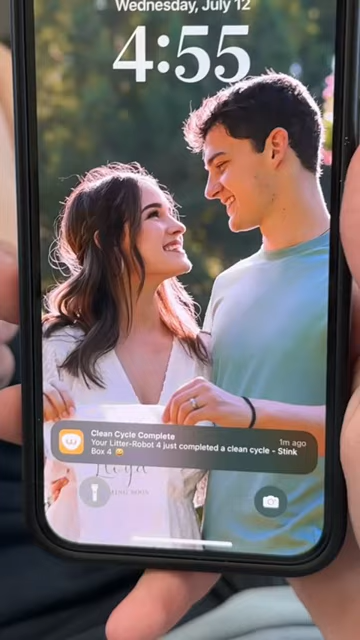 Wednesday, July 12
4:55
Clean Cycle Complete
1m ago
Your Litter-Robot 4 just completed a clean cycle - Stink
Box 4 😹